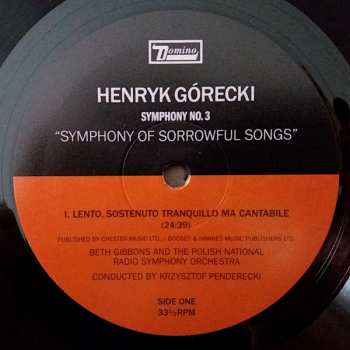 Domino
HENRYK GÓRECKI
SYMPHONY NO. 3
"SYMPHONY OF SORROWFUL SONGS"
I. LENTO, SOSTENUTO TRANQUILLO MA CANTABILE
(24:39)
PUBLISHED BY CHESTER MUSIC LTD. / BOOSEY & HAWKES MUSIC PUBLISHERS LTD.
BETH GIBBONS AND THE POLISH NATIONAL
RADIO SYMPHONY ORCHESTRA
CONDUCTED BY KRZYSZTOF PENDERECKI
SIDE ONE
33⅓RPM